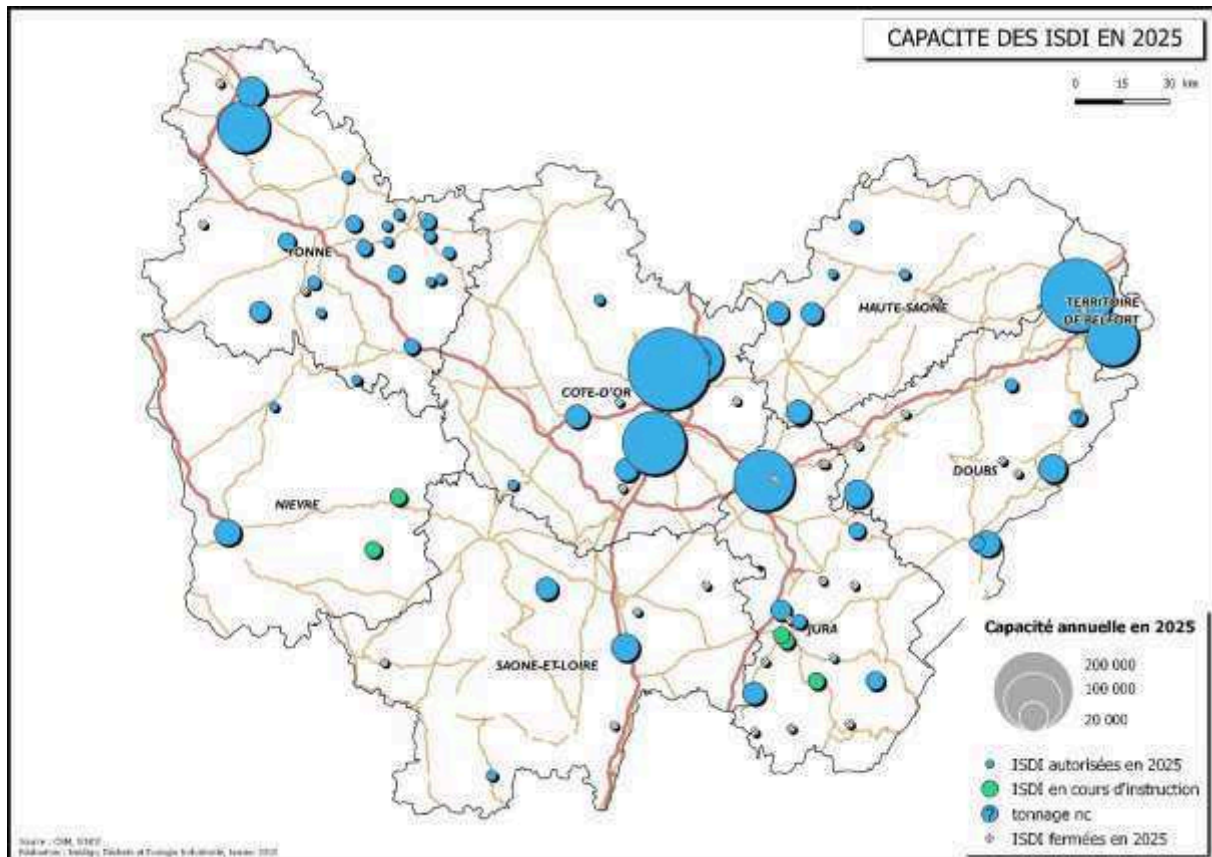 CAPACITE DES ISDI EN 2025
0 15 30 km
YONNE
HAUTE-SAONE
TERRITOIRE
DE BELFORT
COTE-D'OR
DOUBS
NIEVRE
JURA
SAONE-ET-LOIRE
Capacité annuelle en 2025
200 000
100 000
20 000
ISDI autorisées en 2025
ISDI en cours d'instruction
? tonnage nc
ISDI fermées en 2025